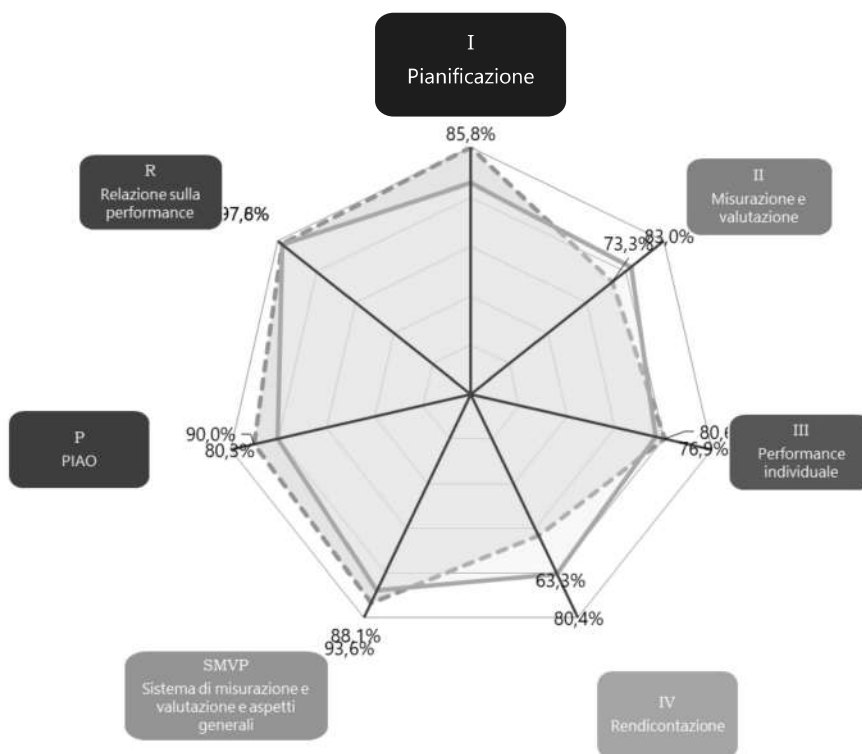 I
Pianificazione
85,8%
R
Relazione sulla
performance
II
Misurazione e
valutazione
73,3%
83,0%
P
PIAO
90,0%
80,3%
80,6
76,9%
III
Performance
individuale
63,3%
80,4%
88,1%
93,6%
SMVP
Sistema di misurazione e
valutazione e aspetti
generali
IV
Rendicontazione